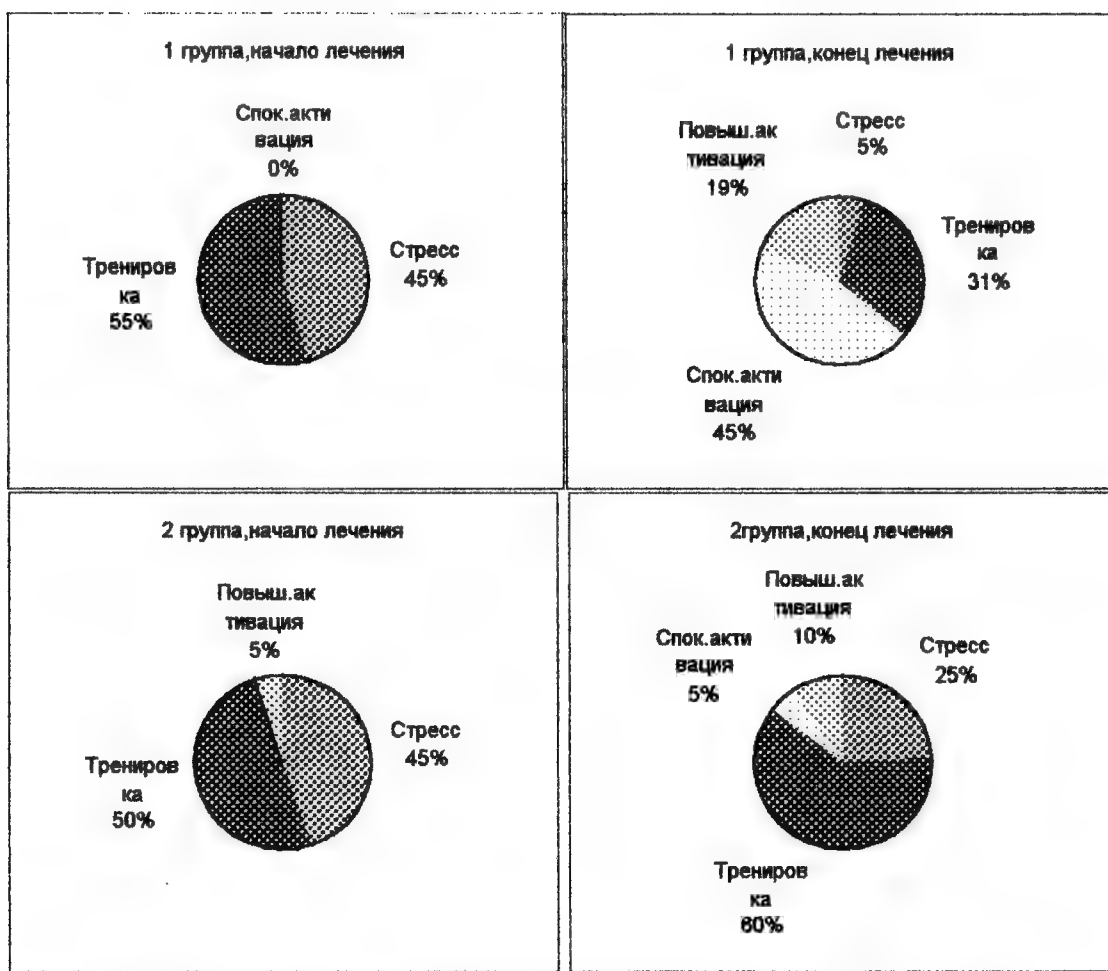 1 группа,начало лечения
Спок.акти
вация
0%
Трениров
ка
55%
Стресс
45%
1 группа,конец лечения
Повыш.ак
тивация
19%
Стресс
5%
Трениров
ка
31%
Спок.акти
вация
45%
2 группа,начало лечения
Повыш.ак
тивация
5%
Трениров
ка
50%
Стресс
45%
2группа,конец лечения
Повыш.ак
тивация
10%
Спок.акти
вация
5%
Стресс
25%
Трениров
ка
60%